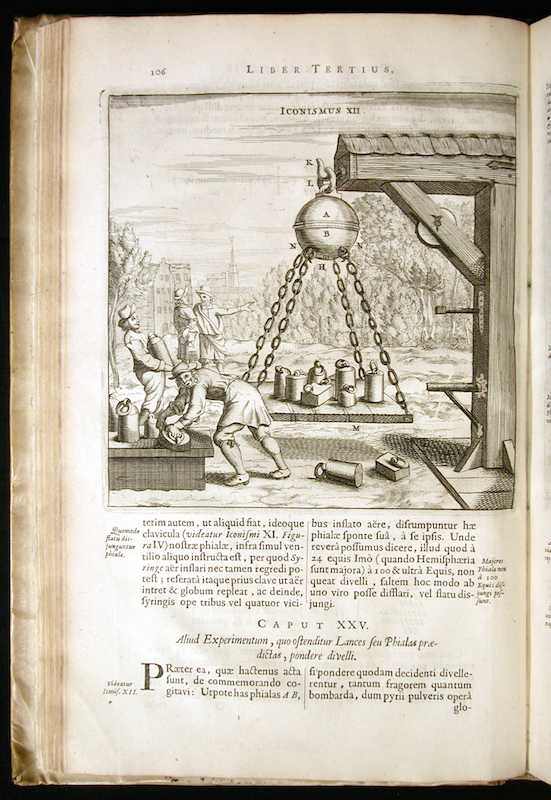 106
LIBER TERTIUS,
ICONISMUS XII
K
L
A
B
N
N
H
M
Quomodo
flatu dis-
junguntur
phialæ.
terim autem, ut aliquid fiat, ideoque
clavicula (videatur Iconismi XI. Figu-
ra IV) nostræ phialæ, infra simul ven-
tilio aliquo instructa est, per quod Sy-
ringe aër inflari nec tamen regredi po-
test; referatâ itaque prius clave ut aër
intret & globum repleat, ac deinde,
syringis ope tribus vel quatuor vici-
bus inflato aëre, disrumpuntur hæ
phialæ sponte suâ, à se ipsis. Unde
reverà possumus dicere, illud quod à
24 equis Imò (quando Hemisphæria
sunt majora) à 100 & ultrà Equis, non
queat divelli, saltem hoc modo ab
uno viro posse difflari, vel flatu dis-
jungi.
Majores
Phialæ non
à 100
Equis dis-
jungi pos-
sunt.
CAPUT XXV.
Aliud Experimentum, quo ostenditur Lances seu Phialas præ-
dictas, pondere divelli.
Videatur
Iconis. XII.
PRæter ea, quæ hactenus acta
sunt, de commemorando co-
gitavi: Utpote has phialas A B,
si pondere quodam decidenti divelle-
rentur, tantum fragorem quantum
bombarda, dum pyrii pulveris operâ
glo-